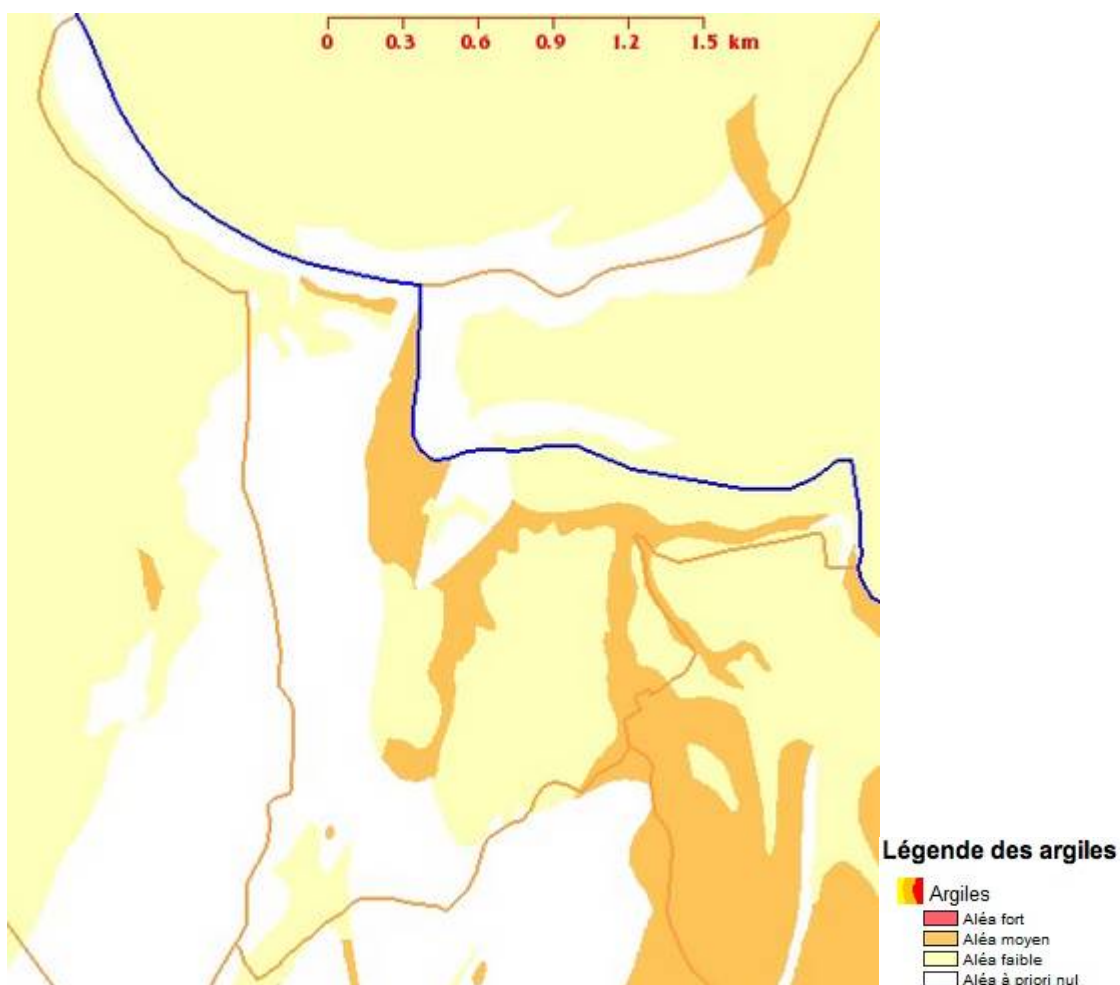 0 0.3 0.6 0.9 1.2 1.5 km
Légende des argiles
Argiles
Aléa fort
Aléa moyen
Aléa faible
Aléa à priori nul